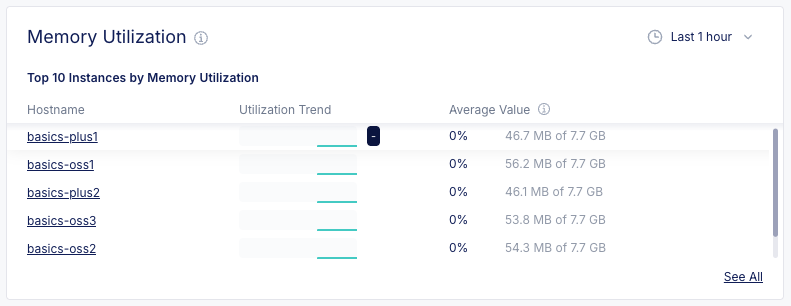 Memory Utilization
Last 1 hour
Top 10 Instances by Memory Utilization
Hostname Utilization Trend Average Value
basics-plus1 - 0% 46.7 MB of 7.7 GB
basics-oss1 0% 56.2 MB of 7.7 GB
basics-plus2 0% 46.1 MB of 7.7 GB
basics-oss3 0% 53.8 MB of 7.7 GB
basics-oss2 0% 54.3 MB of 7.7 GB
See All